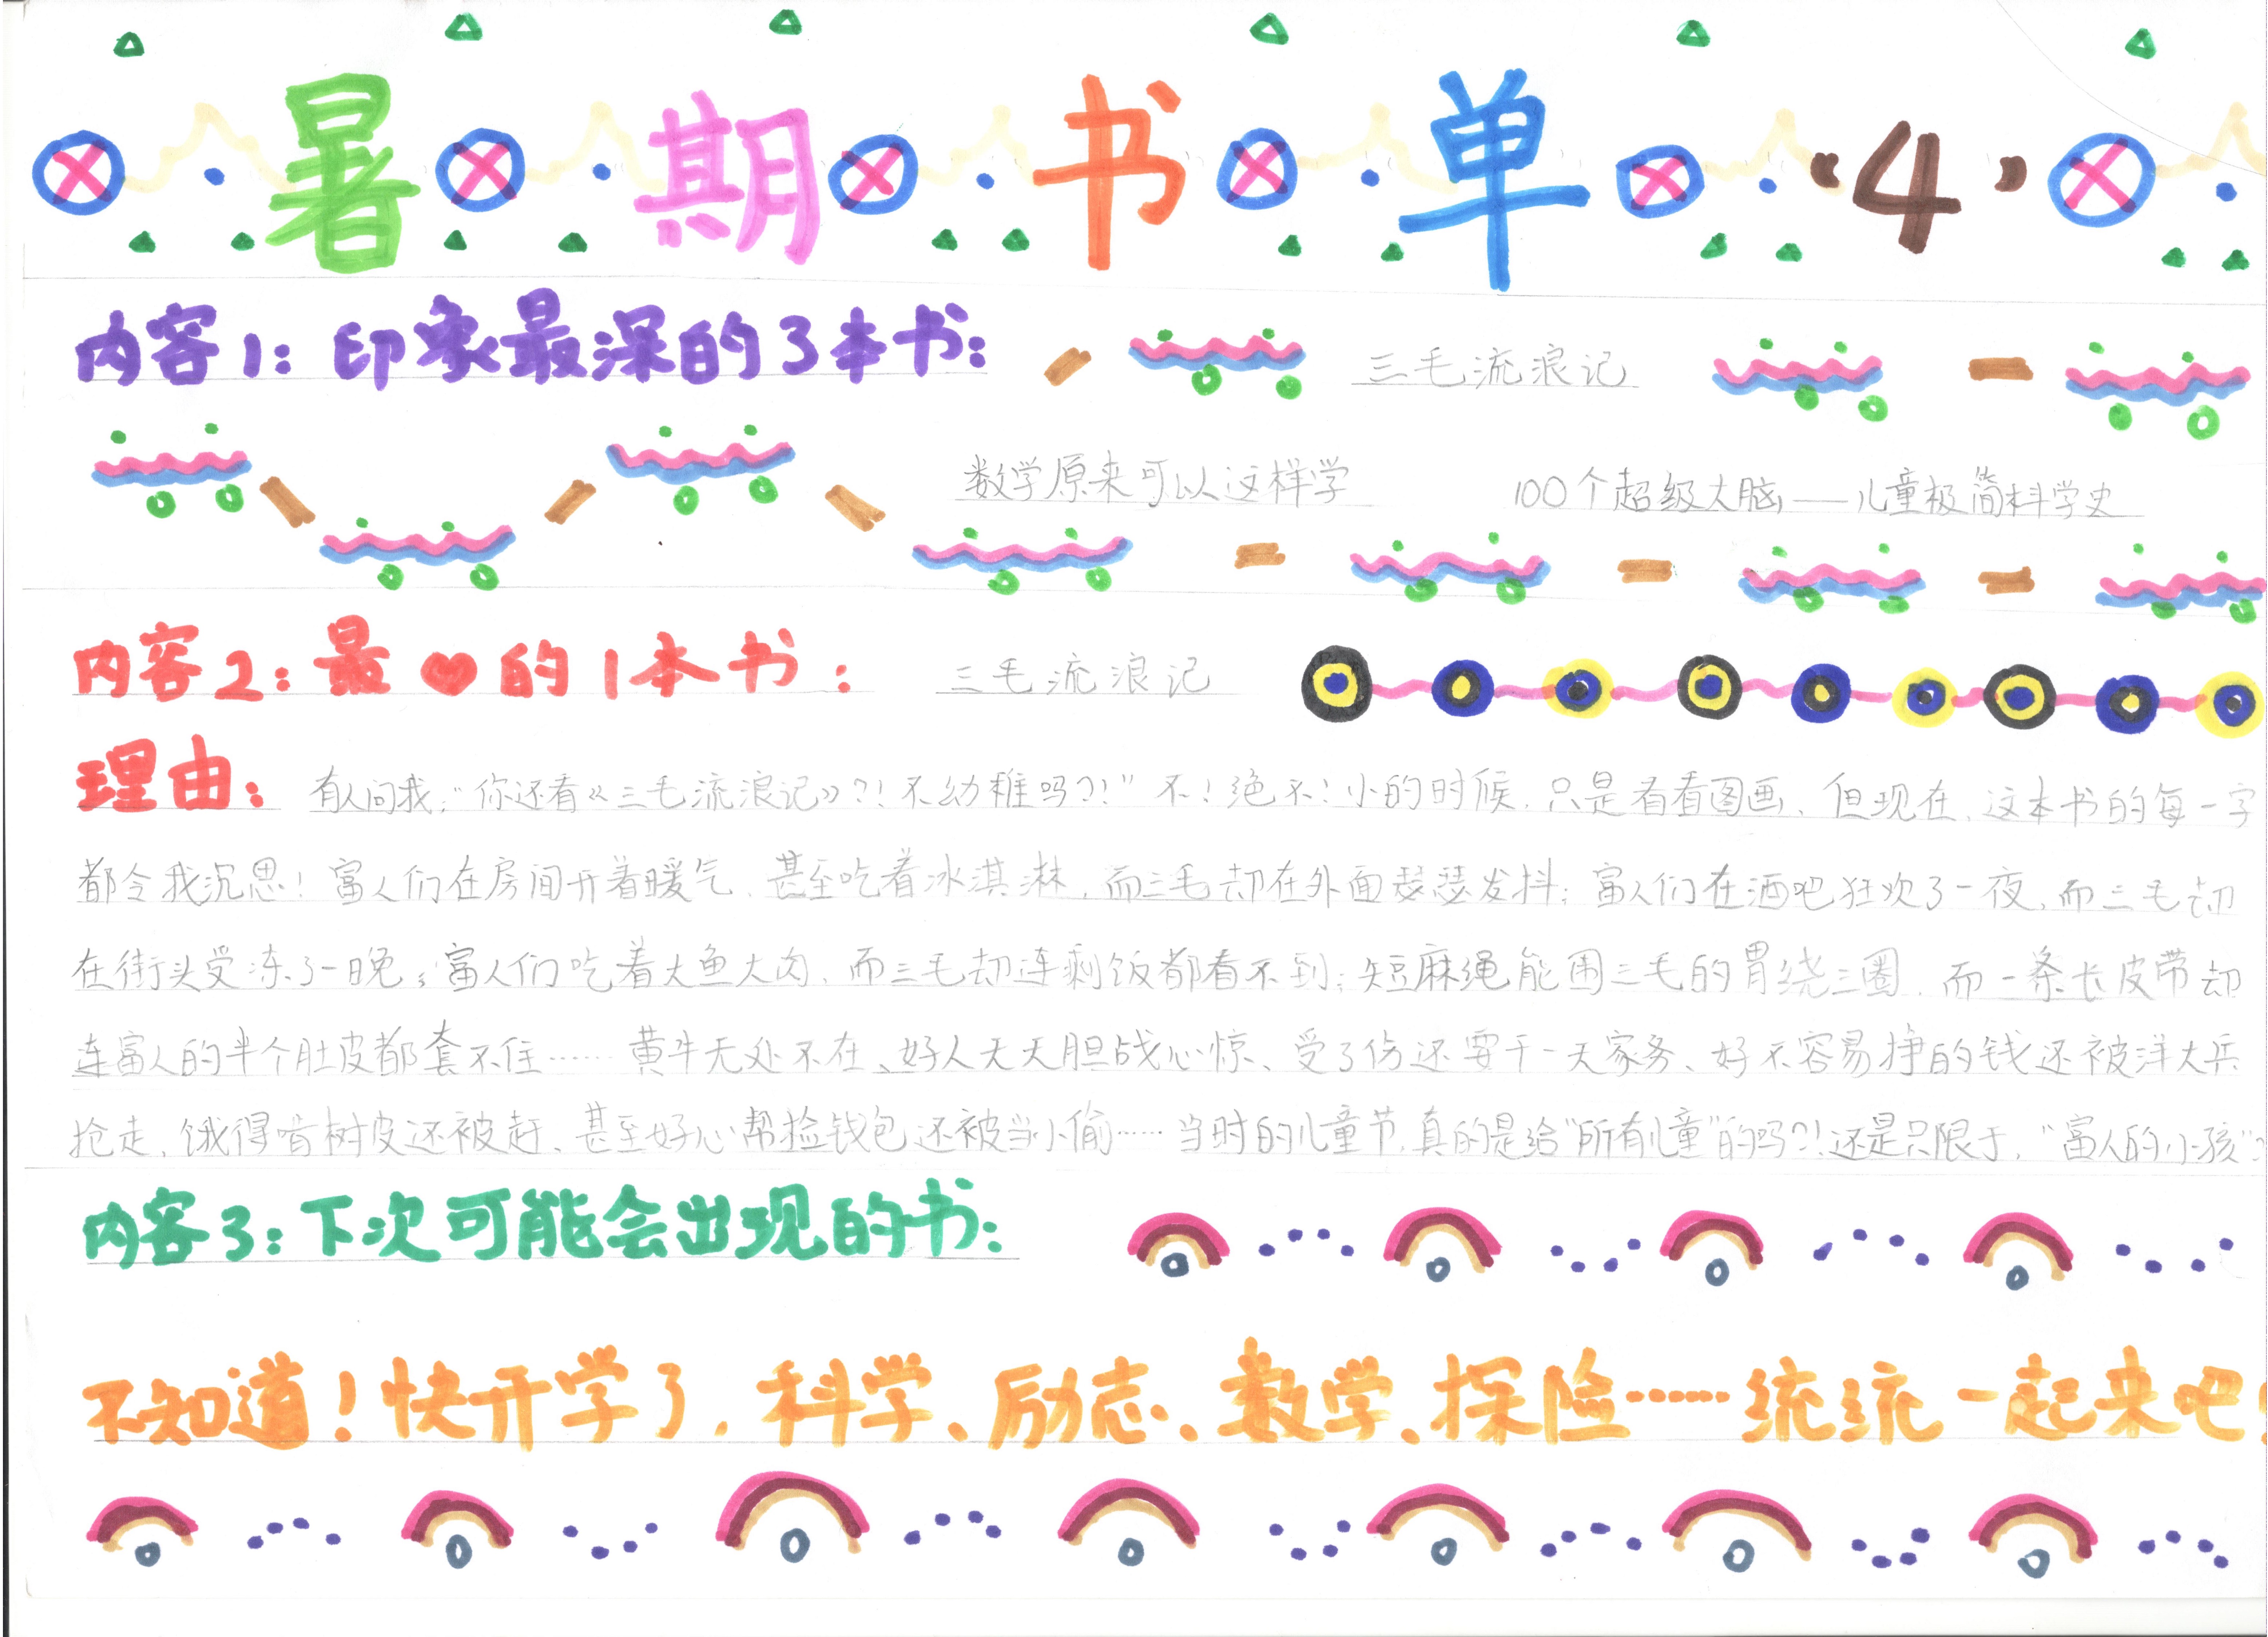 暑期书单（4）
内容1：印象最深的3本书：三毛流浪记
数学原来可以这样学 100个超级大脑——儿童极简科学史
内容2：最❤的1本书：三毛流浪记
理由：有人问我：“你还看《三毛流浪记》？！不幼稚吗？！”不！绝不！小的时候，只是看看图画，但现在，这本书的每一字
都令我沉思！富人们在房间开着暖气，甚至吃着冰淇淋，而三毛却在外面瑟瑟发抖；富人们在酒吧狂欢了一夜，而三毛却
在街头受冻了一晚；富人们吃着大鱼大肉，而三毛却连剩饭都看不到；短麻绳能围三毛的胃绕三圈，而一条长皮带却
连富人的半个肚皮都套不住……黄牛无处不在、好人天天胆战心惊、受了伤还要干一天家务、好不容易挣的钱还被洋大兵
抢走，饿得啃树皮还被赶、甚至好心帮捡钱包还被当小偷……当时的儿童节，真的是给“所有儿童”的吗？！还是只限于，“富人的小孩”？
内容3：下次可能会出现的书：
不知道！快开学了，科学、励志、数学、探险……统统一起来吧！